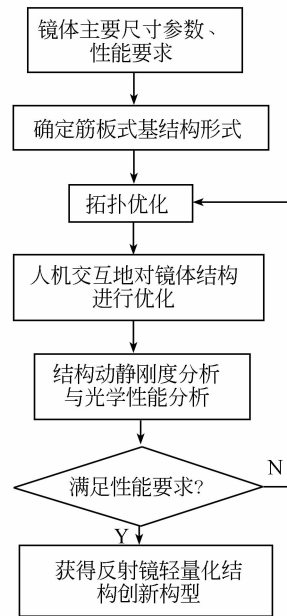 镜体主要尺寸参数、
性能要求
确定筋板式基结构形式
拓扑优化
人机交互地对镜体结构
进行优化
结构动静刚度分析
与光学性能分析
满足性能要求?
N
Y
获得反射镜轻量化结
构创新构型